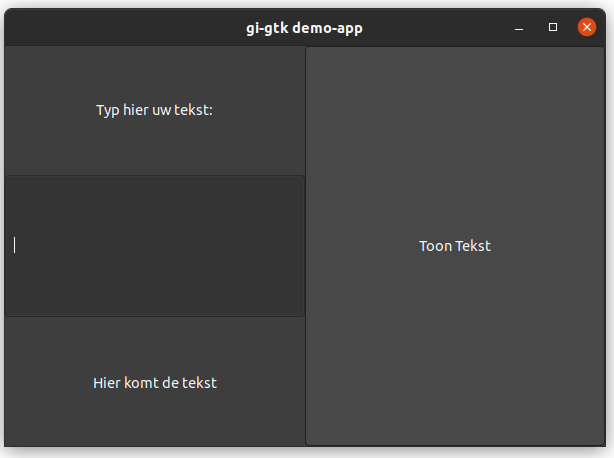 gi-gtk demo-app
Typ hier uw tekst:
Toon Tekst
Hier komt de tekst